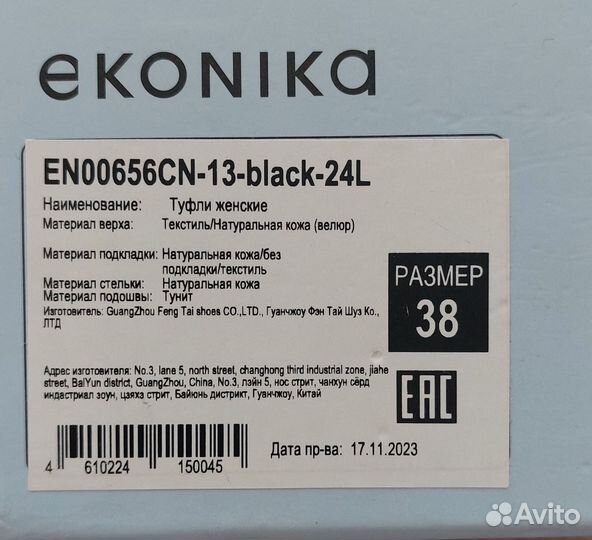 eKONIKA
EN00656CN-13-black-24L
Наименование: Туфли женские
Материал верха: Текстиль/Натуральная кожа (велюр)
Материал подкладки: Натуральная кожа/без
подкладки/текстиль
Материал стельки: Натуральная кожа
Материал подошвы: Тунит
Изготовитель: GuangZhou Feng Tai shoes CO.,LTD., Гуанчжоу Фэн Тай Шуз Ко.,
ЛТД
РАЗМЕР
38
Адрес изготовителя: No.3, lane 5, north street, changhong third industrial zone, jiahe
street, BaiYun district, GuangZhou, China, No.3, лэйн 5, нос стрит, чанхун сёрд
индастриал зоун, цзяхэ стрит, Байюнь дистрикт, Гуанчжоу, Китай
EAC
4 610224 150045
Дата пр-ва: 17.11.2023
Avito